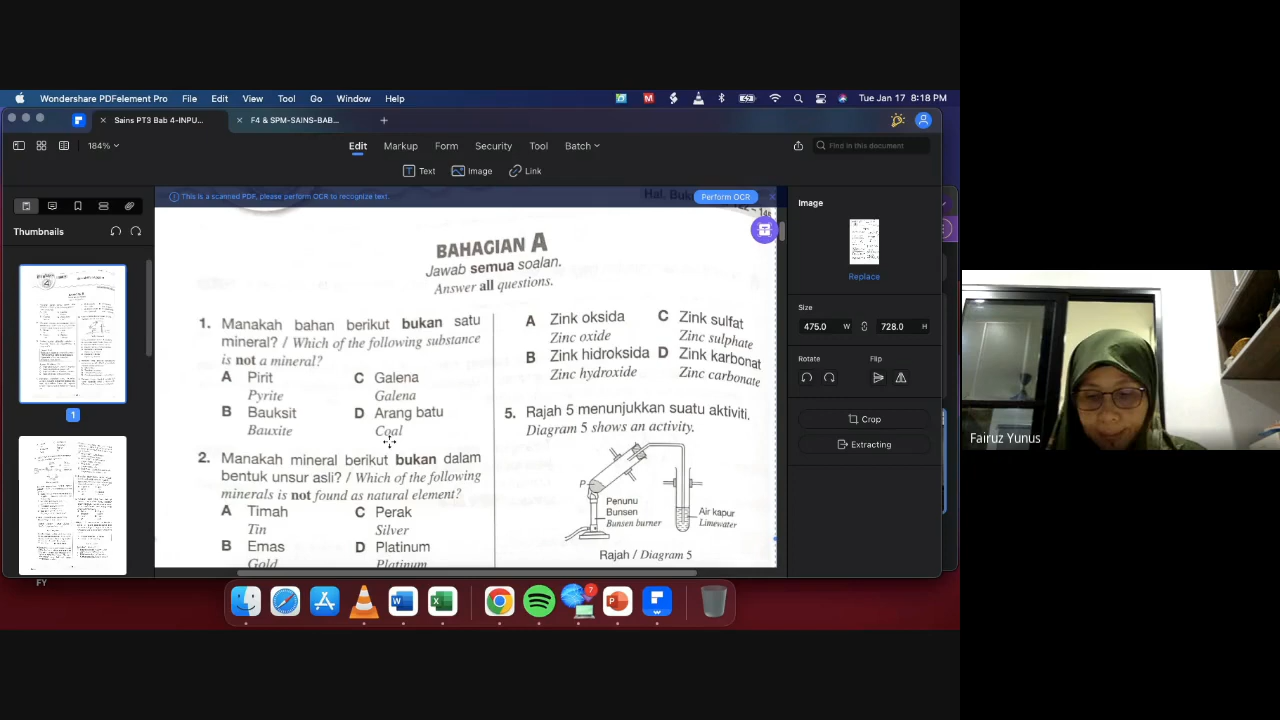 Wondershare PDFelement Pro File Edit View Tool Go Window Help
Tue Jan 17 8:18 PM
Sains PT3 Bab 4-INPU...
F4 & SPM-SAINS-BAB...
184%
Edit Markup Form Security Tool Batch
Find in this document
Text Image Link
This is a scanned PDF, please perform OCR to recognize text.
Perform OCR
Thumbnails
1
FY
BAHAGIAN A
Jawab semua soalan.
Answer all questions.
1. Manakah bahan berikut bukan satu
mineral? / Which of the following substance
is not a mineral?
A Pirit
Pyrite
C Galena
Galena
B Bauksit
Bauxite
D Arang batu
Coal
2. Manakah mineral berikut bukan dalam
bentuk unsur asli? / Which of the following
minerals is not found as natural element?
A Timah
Tin
C Perak
Silver
B Emas
Gold
D Platinum
Platinum
A Zink oksida
Zinc oxide
C Zink sulfat
Zinc sulphate
B Zink hidroksida
Zinc hydroxide
D Zink karbonat
Zinc carbonate
5. Rajah 5 menunjukkan suatu aktiviti.
Diagram 5 shows an activity.
P
Penunu
Bunsen
Bunsen burner
Air kapur
Limewater
Rajah / Diagram 5
Image
Replace
Size
475.0 W 728.0 H
Rotate Flip
Crop
Extracting
7
Fairuz Yunus